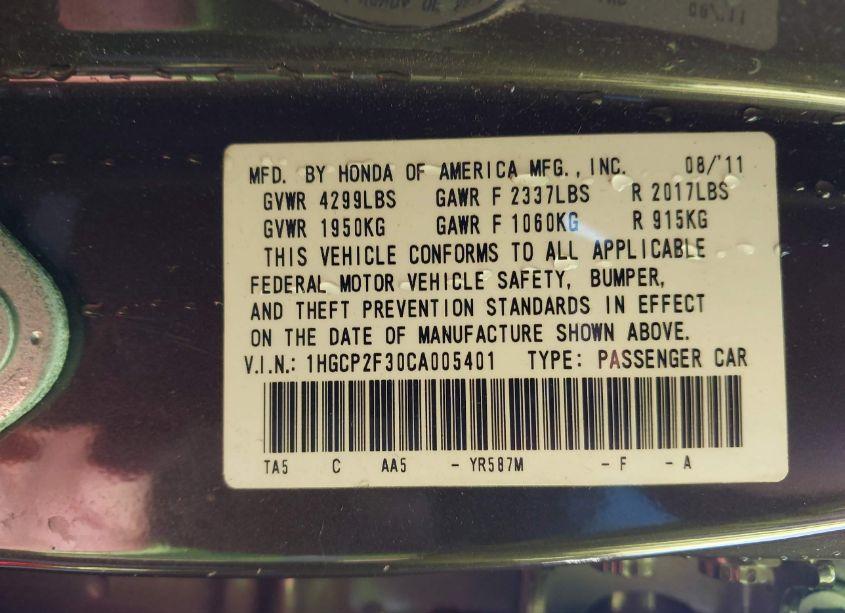 MFD. BY HONDA OF AMERICA MFG., INC. 08/'11
GVWR 4299LBS GAWR F 2337LBS R 2017LBS
GVWR 1950KG GAWR F 1060KG R 915KG
THIS VEHICLE CONFORMS TO ALL APPLICABLE
FEDERAL MOTOR VEHICLE SAFETY, BUMPER,
AND THEFT PREVENTION STANDARDS IN EFFECT
ON THE DATE OF MANUFACTURE SHOWN ABOVE.
V.I.N.: 1HGCP2F30CA005401 TYPE: PASSENGER CAR
TA5 C AA5 - YR587M - F - A